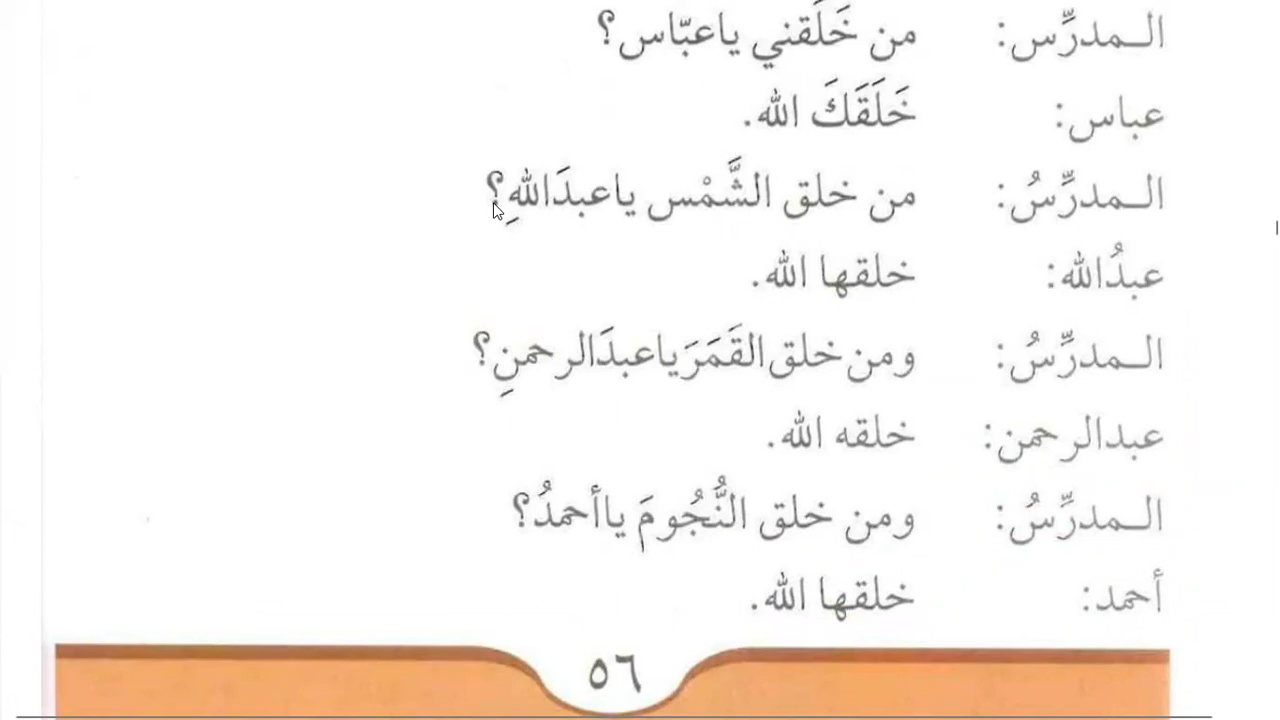 المدرِّس: من خَلَقني ياعبّاس؟
عباس: خَلَقَكَ الله.
المدرِّسُ: من خلق الشَّمْس ياعبدَاللهِ؟
عبدُالله: خلقها الله.
المدرِّسُ: ومن خلق القَمَرَ ياعبدَالرحمنِ؟
عبدالرحمن: خلقه الله.
المدرِّسُ: ومن خلق النُّجُومَ ياأحمدُ؟
أحمد: خلقها الله.
٥٦